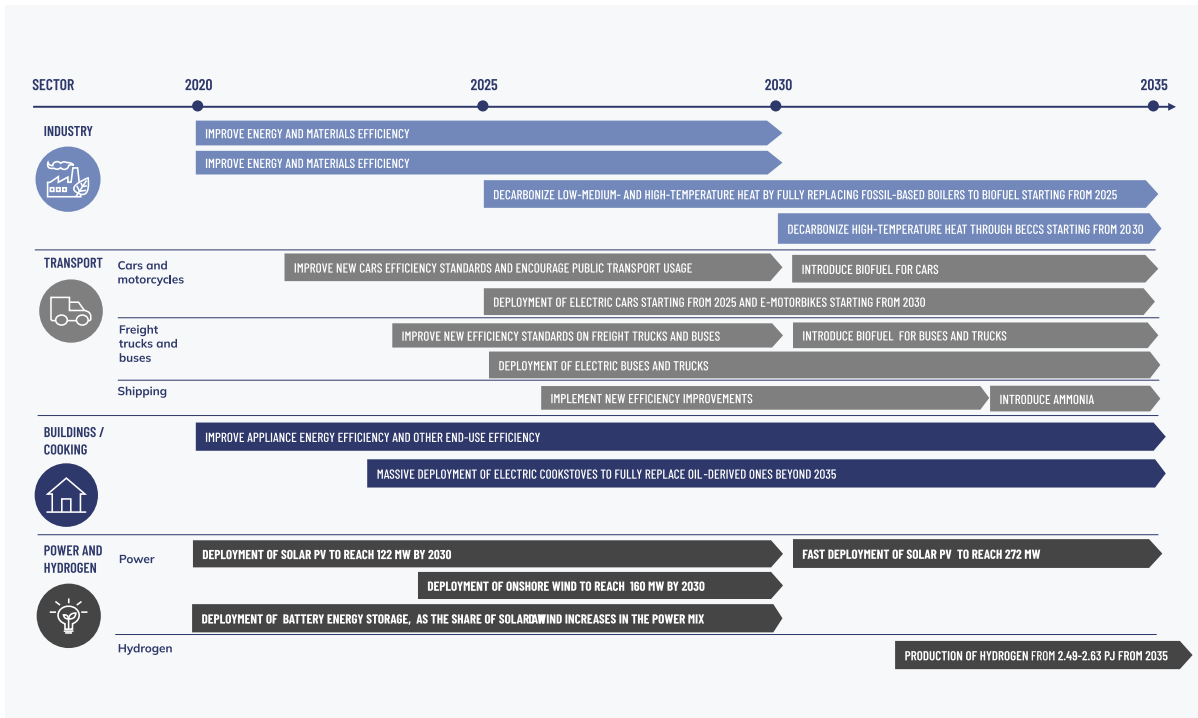 SECTOR
2020
2025
2030
2035
INDUSTRY
IMPROVE ENERGY AND MATERIALS EFFICIENCY
IMPROVE ENERGY AND MATERIALS EFFICIENCY
DECARBONIZE LOW-MEDIUM- AND HIGH-TEMPERATURE HEAT BY FULLY REPLACING FOSSIL-BASED BOILERS TO BIOFUEL STARTING FROM 2025
DECARBONIZE HIGH-TEMPERATURE HEAT THROUGH BECCS STARTING FROM 2030
TRANSPORT
Cars and
motorcycles
IMPROVE NEW CARS EFFICIENCY STANDARDS AND ENCOURAGE PUBLIC TRANSPORT USAGE
INTRODUCE BIOFUEL FOR CARS
DEPLOYMENT OF ELECTRIC CARS STARTING FROM 2025 AND E-MOTORBIKES STARTING FROM 2030
Freight
trucks and
buses
IMPROVE NEW EFFICIENCY STANDARDS ON FREIGHT TRUCKS AND BUSES
INTRODUCE BIOFUEL FOR BUSES AND TRUCKS
DEPLOYMENT OF ELECTRIC BUSES AND TRUCKS
Shipping
IMPLEMENT NEW EFFICIENCY IMPROVEMENTS
INTRODUCE AMMONIA
BUILDINGS /
COOKING
IMPROVE APPLIANCE ENERGY EFFICIENCY AND OTHER END-USE EFFICIENCY
MASSIVE DEPLOYMENT OF ELECTRIC COOKSTOVES TO FULLY REPLACE OIL-DERIVED ONES BEYOND 2035
POWER AND
HYDROGEN
Power
DEPLOYMENT OF SOLAR PV TO REACH 122 MW BY 2030
FAST DEPLOYMENT OF SOLAR PV TO REACH 272 MW
DEPLOYMENT OF ONSHORE WIND TO REACH 160 MW BY 2030
DEPLOYMENT OF BATTERY ENERGY STORAGE, AS THE SHARE OF INCREASES IN THE POWER MIX
Hydrogen
PRODUCTION OF HYDROGEN FROM 2.49-2.63 PJ FROM 2035